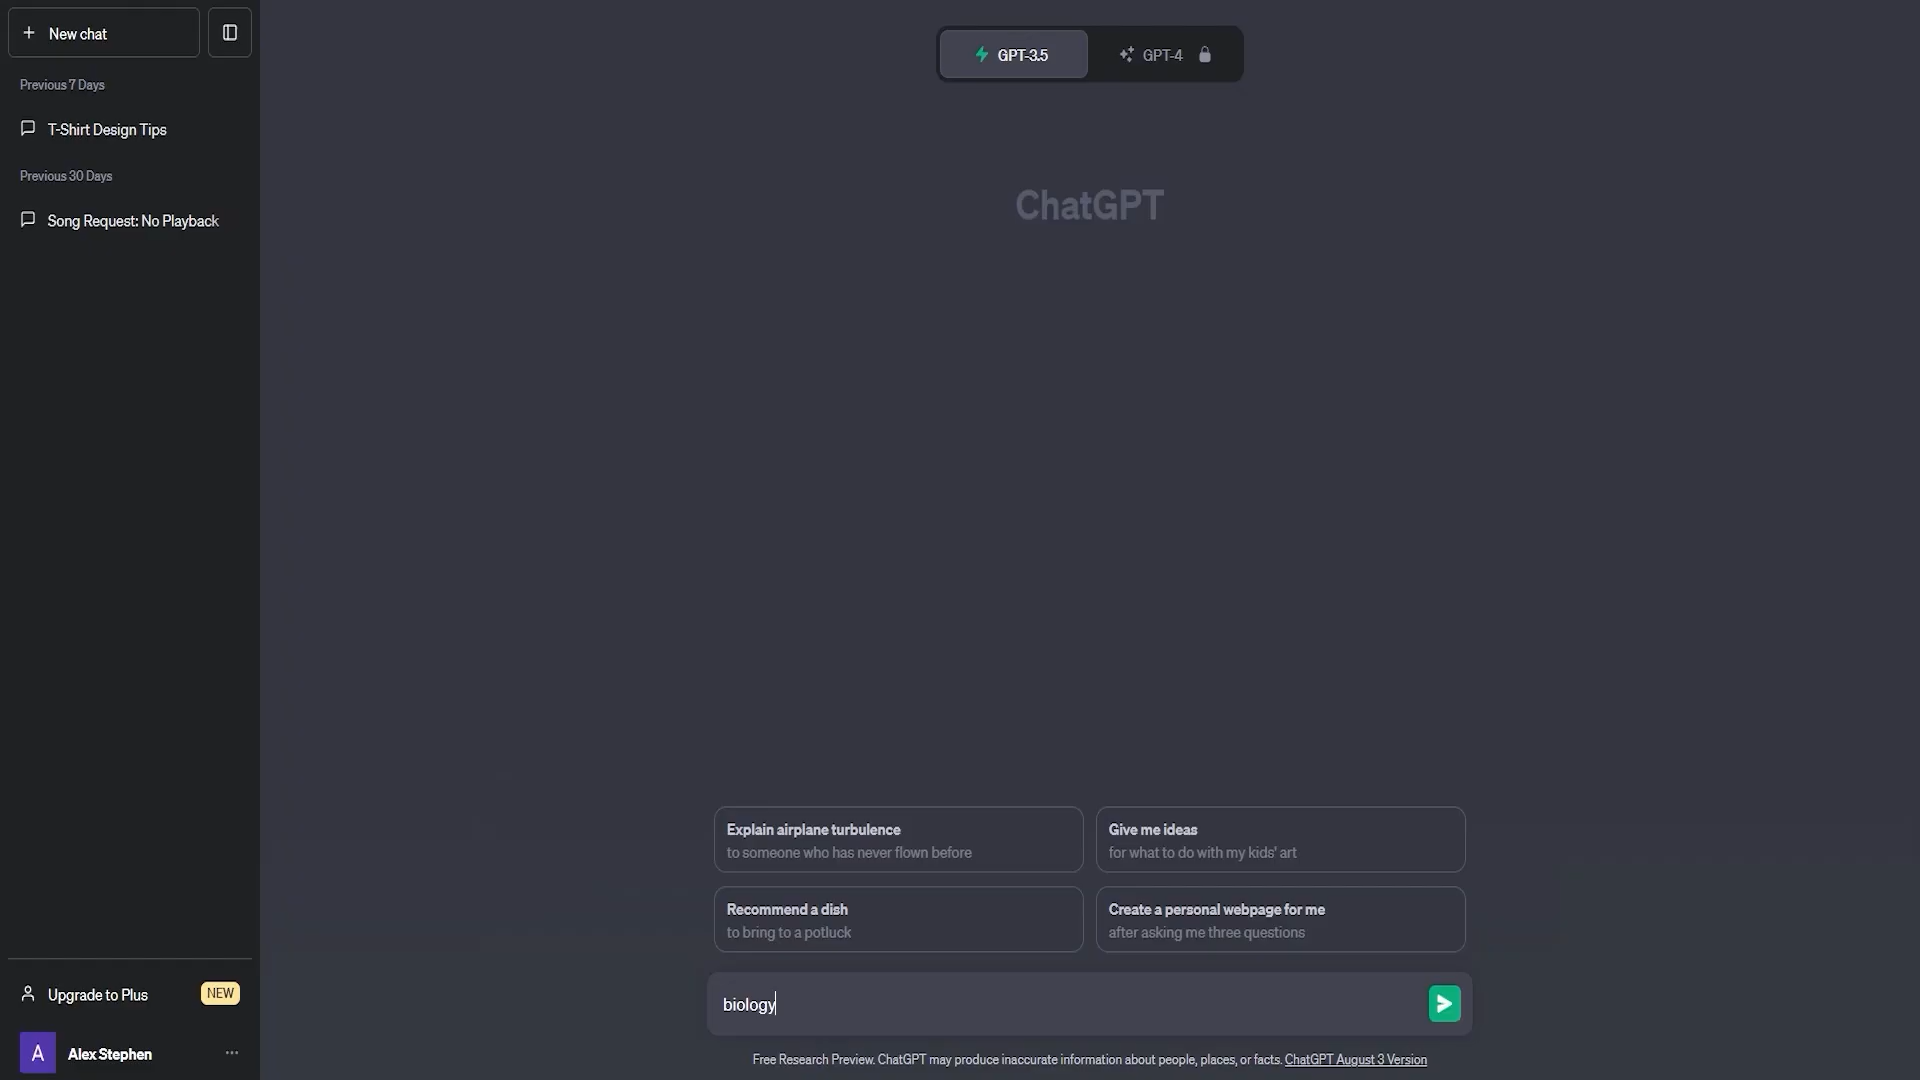 New chat
Previous 7 Days
T-Shirt Design Tips
Previous 30 Days
Song Request: No Playback
GPT-3.5
GPT-4
ChatGPT
Explain airplane turbulence
to someone who has never flown before
Give me ideas
for what to do with my kids' art
Recommend a dish
to bring to a potluck
Create a personal webpage for me
after asking me three questions
biology
Free Research Preview. ChatGPT may produce inaccurate information about people, places, or facts. ChatGPT August 3 Version
Upgrade to Plus
NEW
A
Alex Stephen